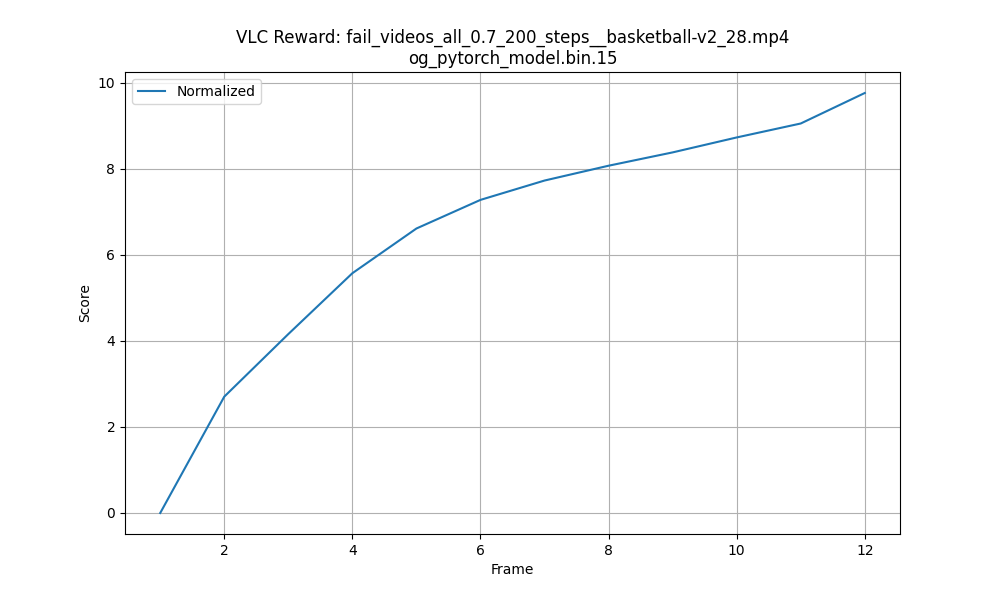 VLC Reward: fail_videos_all_0.7_200_steps__basketball-v2_28.mp4
og_pytorch_model.bin.15
Normalized
10
8
6
4
2
0
Score
2 4 6 8 10 12
Frame